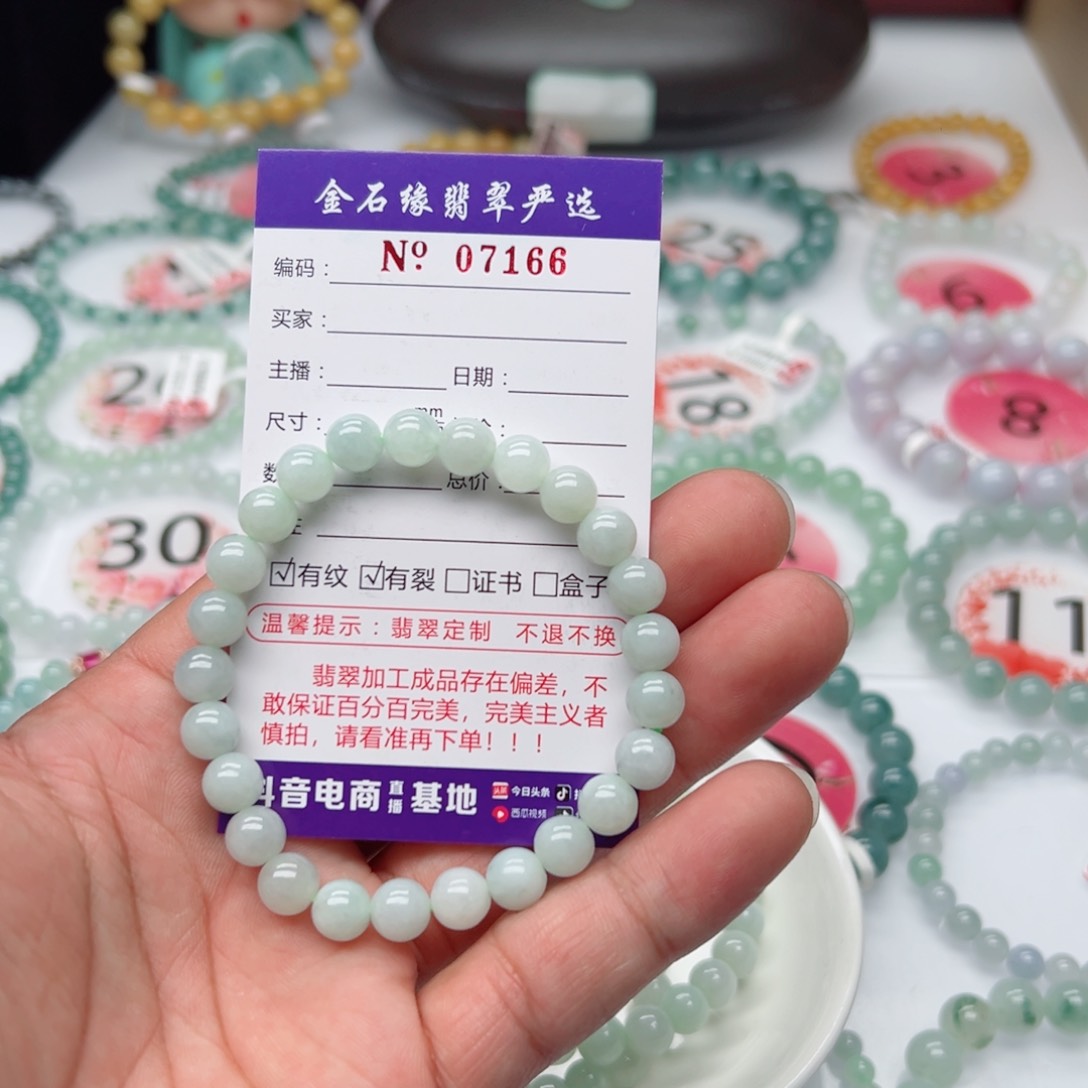 金石缘翡翠严选
编码: Nº 07166
买家:
主播: 日期:
尺寸: mm
总价:
☑有纹 ☑有裂 □证书 □盒子
温馨提示:翡翠定制 不退不换
翡翠加工成品存在偏差,不
敢保证百分百完美,完美主义者
慎拍,请看准再下单!!!
抖音电商直播基地
今日头条
西瓜视频
3
23
6
18
8
30
11